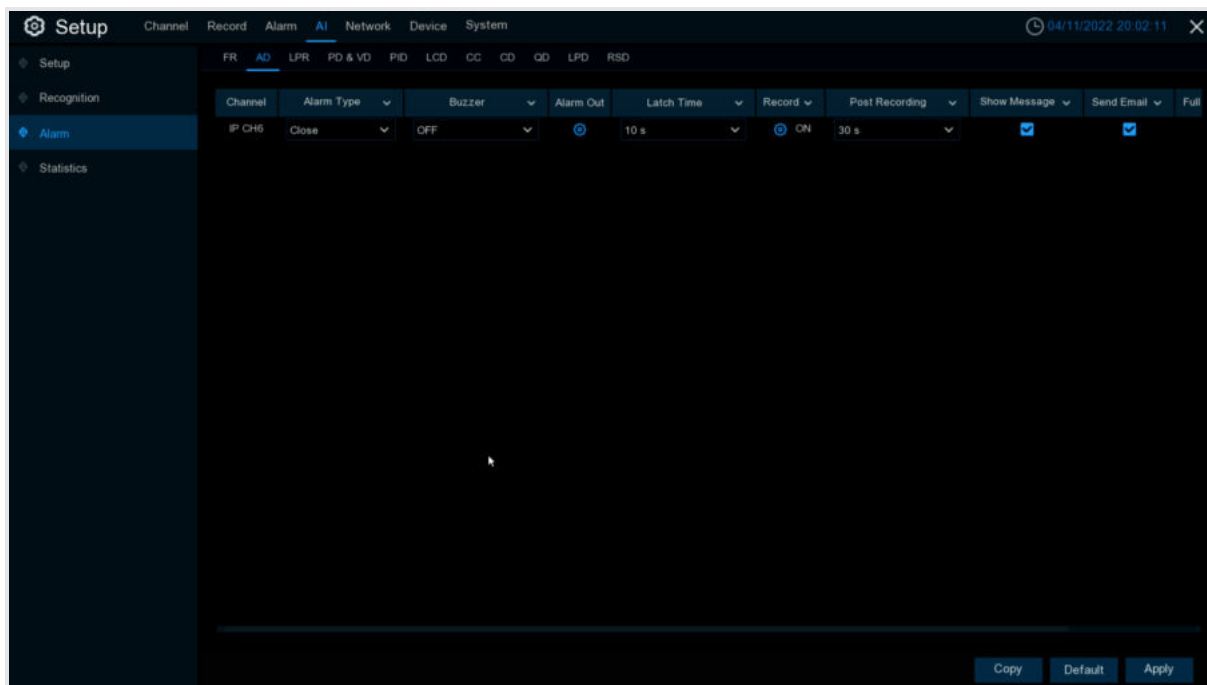 Setup Channel Record Alarm AI Network Device System 04/11/2022 20:02:11
Setup
Recognition
Alarm
Statistics
FR AD LPR PD & VD PID LCD CC CD QD LPD RSD
Channel Alarm Type Buzzer Alarm Out Latch Time Record Post Recording Show Message Send Email Full
IP CH6 Close OFF 10 s ON 30 s
Copy Default Apply